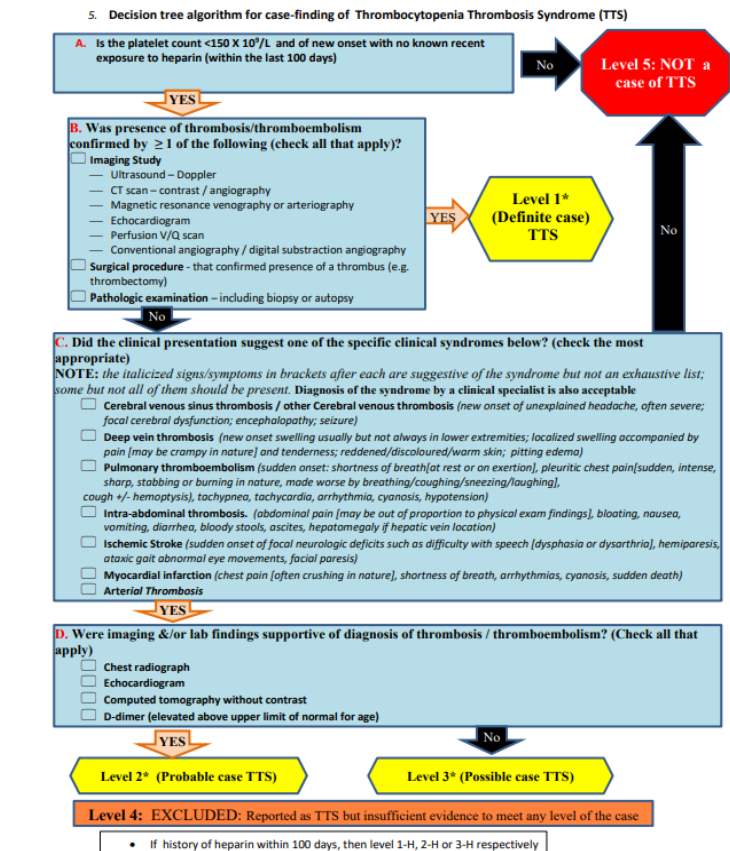 5. Decision tree algorithm for case-finding of Thrombocytopenia Thrombosis Syndrome (TTS)
A. Is the platelet count <150 X 10⁹/L and of new onset with no known recent
exposure to heparin (within the last 100 days)
No
Level 5: NOT a
case of TTS
YES
B. Was presence of thrombosis/thromboembolism
confirmed by ≥1 of the following (check all that apply)?
Imaging Study
— Ultrasound – Doppler
— CT scan – contrast / angiography
— Magnetic resonance venography or arteriography
— Echocardiogram
— Perfusion V/Q scan
— Conventional angiography / digital substraction angiography
Surgical procedure - that confirmed presence of a thrombus (e.g.
thrombectomy)
Pathologic examination – including biopsy or autopsy
YES
Level 1*
(Definite case)
TTS
No
No
C. Did the clinical presentation suggest one of the specific clinical syndromes below? (check the most
appropriate)
NOTE: the italicized signs/symptoms in brackets after each are suggestive of the syndrome but not an exhaustive list;
some but not all of them should be present. Diagnosis of the syndrome by a clinical specialist is also acceptable
Cerebral venous sinus thrombosis / other Cerebral venous thrombosis (new onset of unexplained headache, often severe;
focal cerebral dysfunction; encephalopathy; seizure)
Deep vein thrombosis (new onset swelling usually but not always in lower extremities; localized swelling accompanied by
pain [may be crampy in nature] and tenderness; reddened/discoloured/warm skin; pitting edema)
Pulmonary thromboembolism (sudden onset: shortness of breath[at rest or on exertion], pleuritic chest pain[sudden, intense,
sharp, stabbing or burning in nature, made worse by breathing/coughing/sneezing/laughing],
cough +/- hemoptysis), tachypnea, tachycardia, arrhythmia, cyanosis, hypotension)
Intra-abdominal thrombosis. (abdominal pain [may be out of proportion to physical exam findings], bloating, nausea,
vomiting, diarrhea, bloody stools, ascites, hepatomegaly if hepatic vein location)
Ischemic Stroke (sudden onset of focal neurologic deficits such as difficulty with speech [dysphasia or dysarthria], hemiparesis,
ataxic gait abnormal eye movements, facial paresis)
Myocardial infarction (chest pain [often crushing in nature], shortness of breath, arrhythmias, cyanosis, sudden death)
Arterial Thrombosis
YES
D. Were imaging &/or lab findings supportive of diagnosis of thrombosis / thromboembolism? (Check all that
apply)
Chest radiograph
Echocardiogram
Computed tomography without contrast
D-dimer (elevated above upper limit of normal for age)
YES
No
Level 2* (Probable case TTS)
Level 3* (Possible case TTS)
Level 4: EXCLUDED: Reported as TTS but insufficient evidence to meet any level of the case
• If history of heparin within 100 days, then level 1-H, 2-H or 3-H respectively